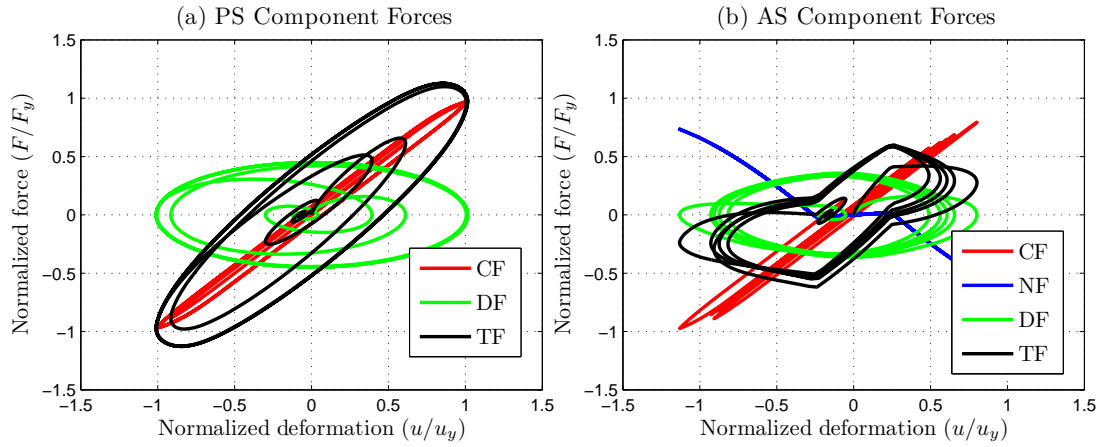 (a) PS Component Forces
1.5
1
0.5
0
−0.5
−1
−1.5
−1.5 −1 −0.5 0 0.5 1 1.5
Normalized force (F/F_y)
Normalized deformation (u/u_y)
CF
DF
TF
(b) AS Component Forces
1.5
1
0.5
0
−0.5
−1
−1.5
−1.5 −1 −0.5 0 0.5 1 1.5
Normalized force (F/F_y)
Normalized deformation (u/u_y)
CF
NF
DF
TF